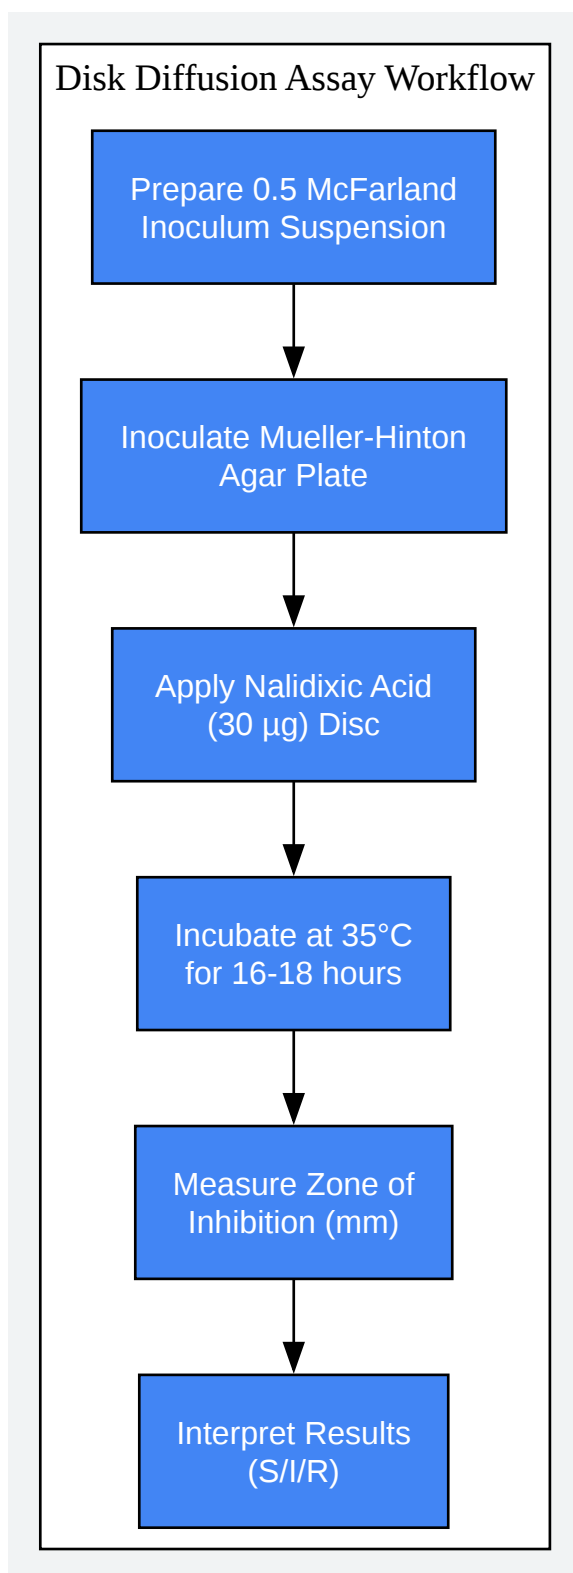 Disk Diffusion Assay Workflow
Prepare 0.5 McFarland
Inoculum Suspension
Inoculate Mueller-Hinton
Agar Plate
Apply Nalidixic Acid
(30 µg) Disc
Incubate at 35°C
for 16-18 hours
Measure Zone of
Inhibition (mm)
Interpret Results
(S/I/R)